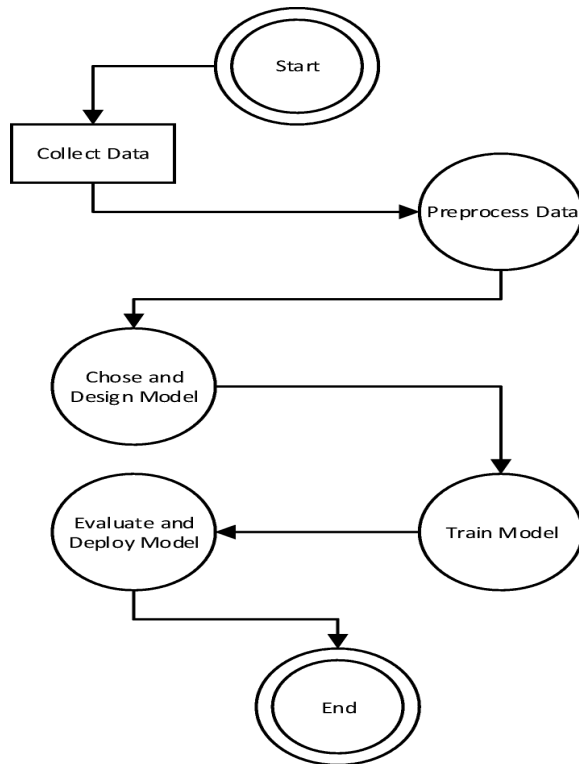 Start
Collect Data
Preprocess Data
Chose and
Design Model
Train Model
Evaluate and
Deploy Model
End